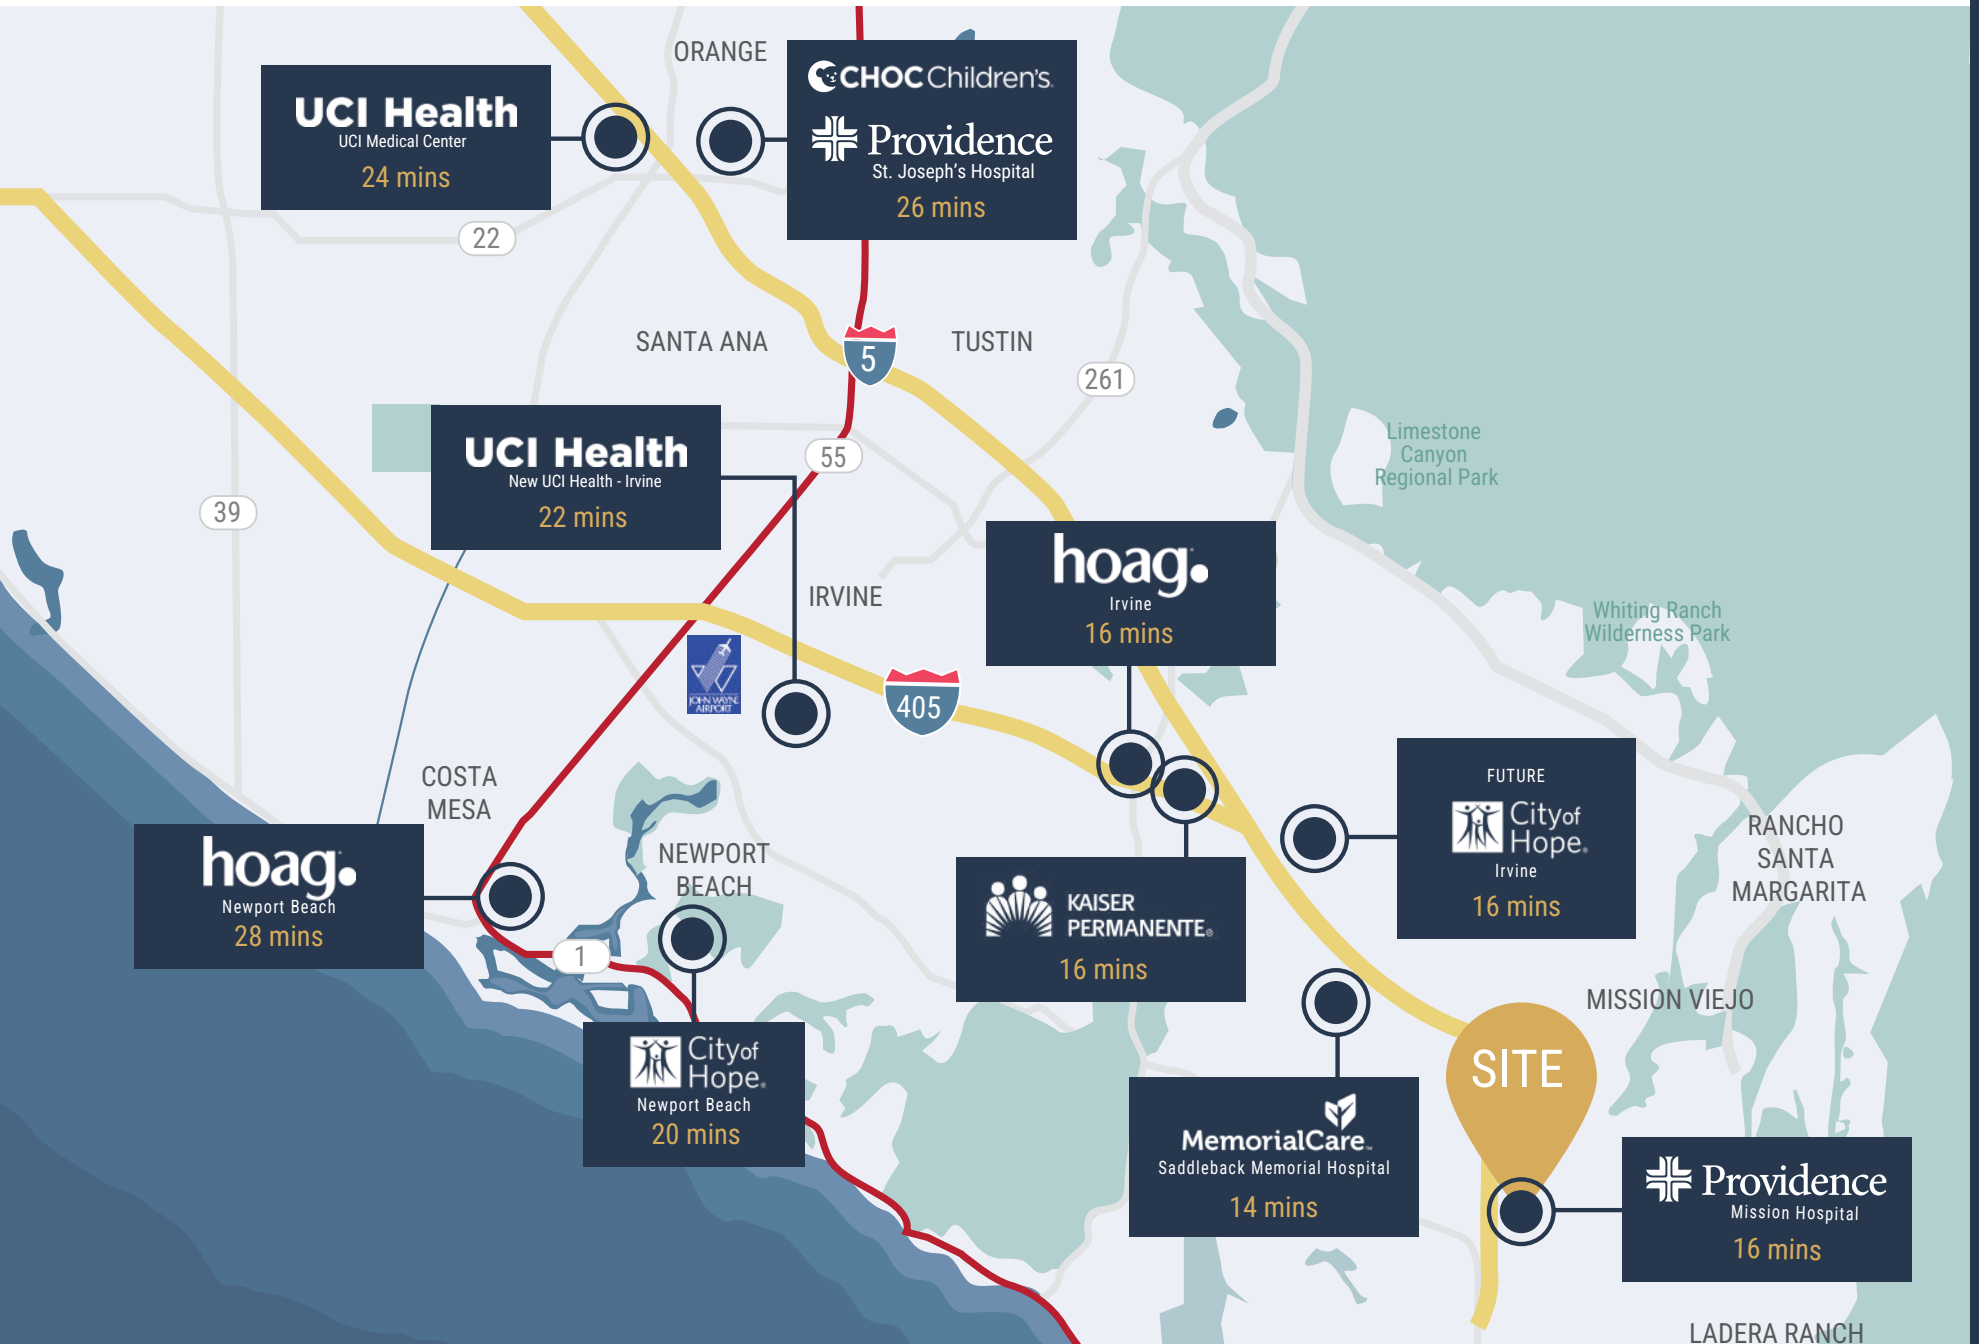 ORANGE
CHOC Children's.
Providence
St. Joseph's Hospital
26 mins
UCI Health
UCI Medical Center
24 mins
22
SANTA ANA
5
TUSTIN
261
UCI Health
New UCI Health - Irvine
22 mins
55
39
Limestone
Canyon
Regional Park
hoag.
Irvine
16 mins
IRVINE
Whiting Ranch
Wilderness Park
JOHN WAYNE
AIRPORT
405
COSTA
MESA
FUTURE
City of
Hope®
Irvine
16 mins
RANCHO
SANTA
MARGARITA
hoag.
Newport Beach
28 mins
NEWPORT
BEACH
KAISER
PERMANENTE®
16 mins
1
MISSION VIEJO
City of
Hope®
Newport Beach
20 mins
SITE
MemorialCare™
Saddleback Memorial Hospital
14 mins
Providence
Mission Hospital
16 mins
LADERA RANCH